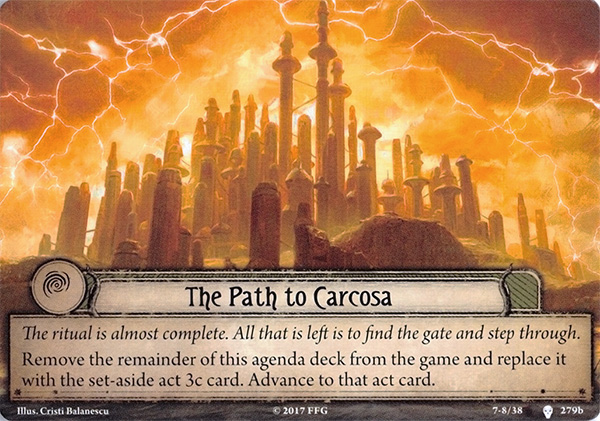 The Path to Carcosa
The ritual is almost complete. All that is left is to find the gate and step through.
Remove the remainder of this agenda deck from the game and replace it
with the set-aside act 3c card. Advance to that act card.
Illus. Cristi Balanescu © 2017 FFG 7-8/38 279b